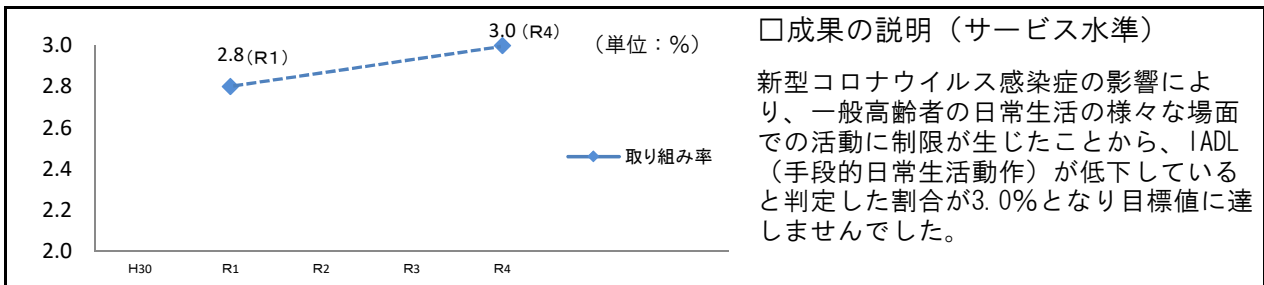 3.0
2.8
2.6
2.4
2.2
2.0
H30
R1
R2
R3
R4
2.8(R1)
3.0(R4)
(単位:%)
取り組み率
□成果の説明(サービス水準)
新型コロナウイルス感染症の影響によ
り、一般高齢者の日常生活の様々な場面
での活動に制限が生じたことから、IADL
(手段的日常生活動作)が低下している
と判定した割合が3.0%となり目標値に達
しませんでした。